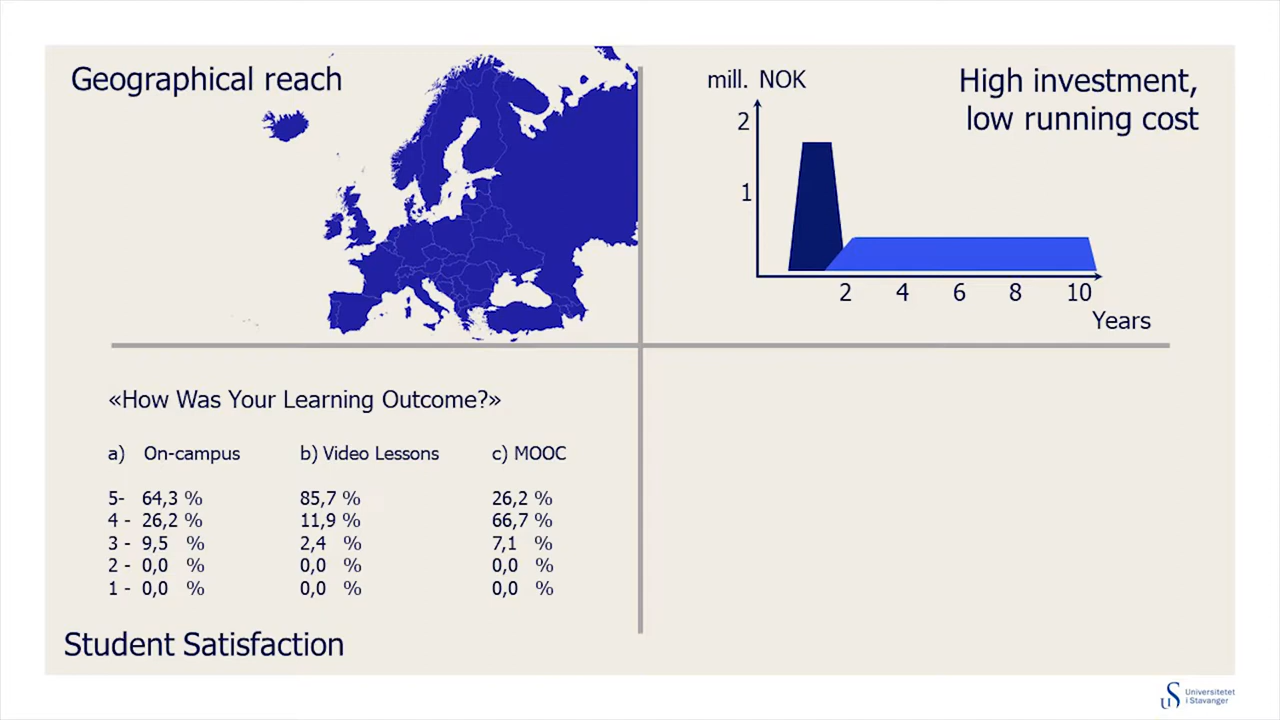 Geographical reach
mill. NOK
2
1
2 4 6 8 10
Years
High investment,
low running cost
«How Was Your Learning Outcome?»
a) On-campus b) Video Lessons c) MOOC
5- 64,3 % 85,7 % 26,2 %
4 - 26,2 % 11,9 % 66,7 %
3 - 9,5 % 2,4 % 7,1 %
2 - 0,0 % 0,0 % 0,0 %
1 - 0,0 % 0,0 % 0,0 %
Student Satisfaction
US
Universitetet
i Stavanger